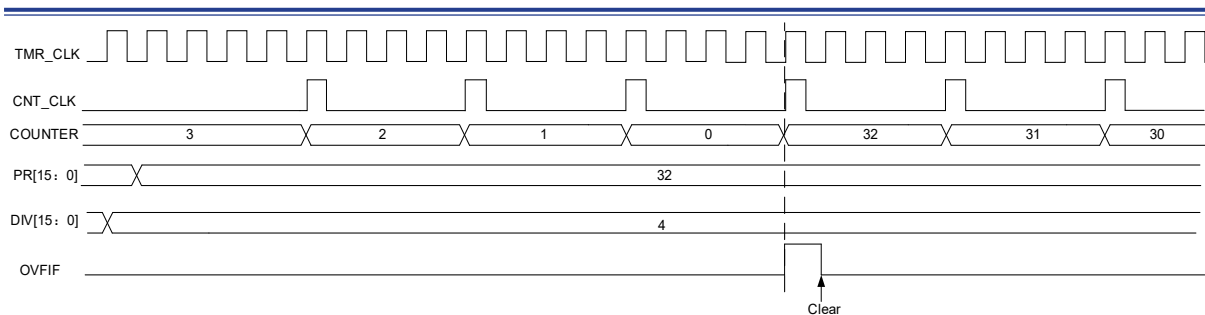 TMR_CLK
CNT_CLK
COUNTER 3 2 1 0 32 31 30
PR[15：0] 32
DIV[15：0] 4
OVFIF
Clear